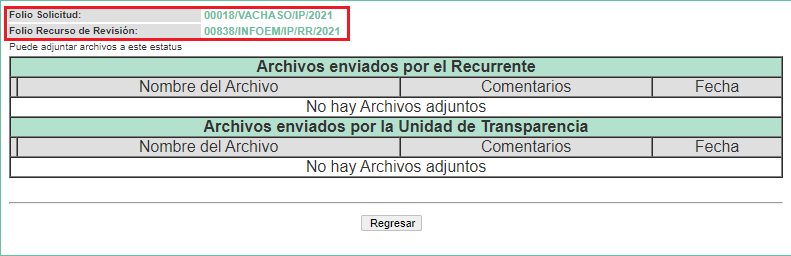 Folio Solicitud: 00018/VACHASO/IP/2021
Folio Recurso de Revisión: 00838/INFOEM/IP/RR/2021
Puede adjuntar archivos a este estatus
Archivos enviados por el Recurrente
Nombre del Archivo Comentarios Fecha
No hay Archivos adjuntos
Archivos enviados por la Unidad de Transparencia
Nombre del Archivo Comentarios Fecha
No hay Archivos adjuntos
Regresar